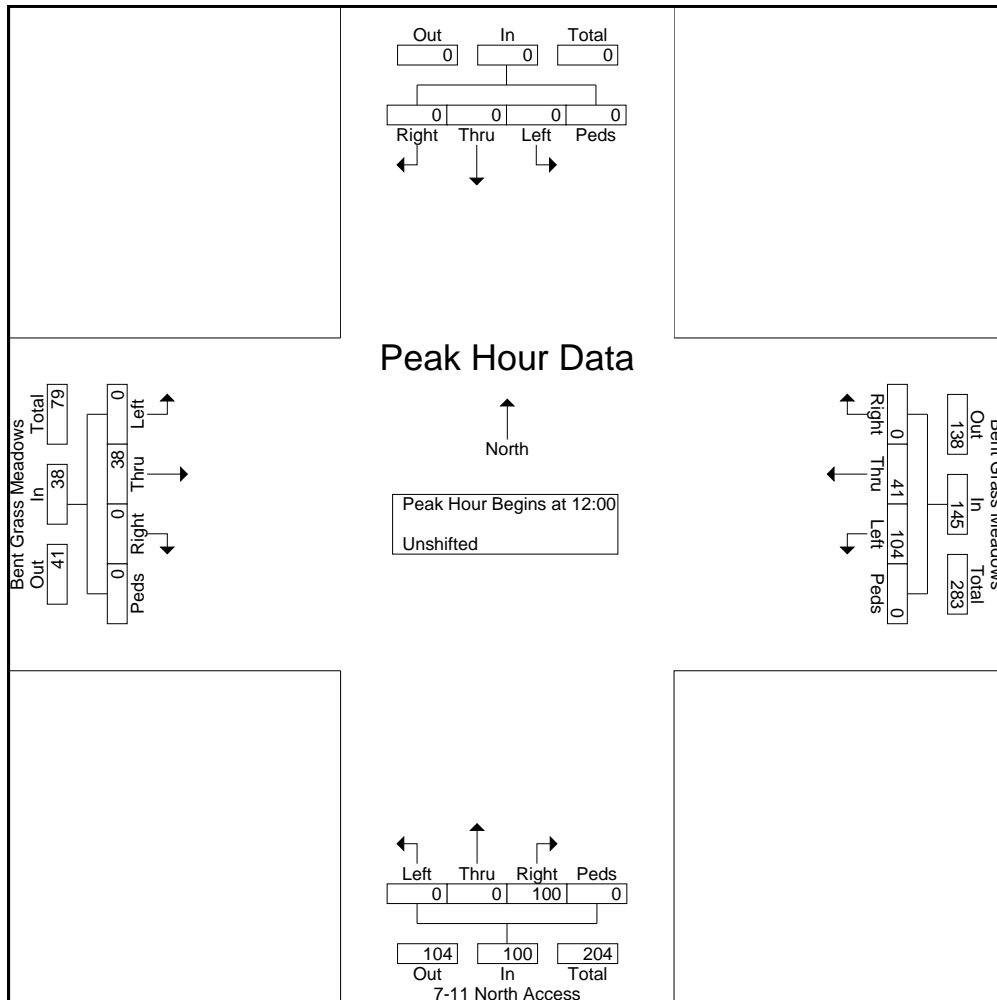 Out In Total
0 0 0
0 0 0 0
Right Thru Left Peds
Peak Hour Data
North
Peak Hour Begins at 12:00
Unshifted
Bent Grass Meadows
Out In Total
41 38 79
0 38 0 0
Left Thru Right Peds
Bent Grass Meadows
Out In Total
138 145 283
0 41 104 0
Right Thru Left Peds
Left Thru Right Peds
0 0 100 0
104 100 204
Out In Total
7-11 North Access